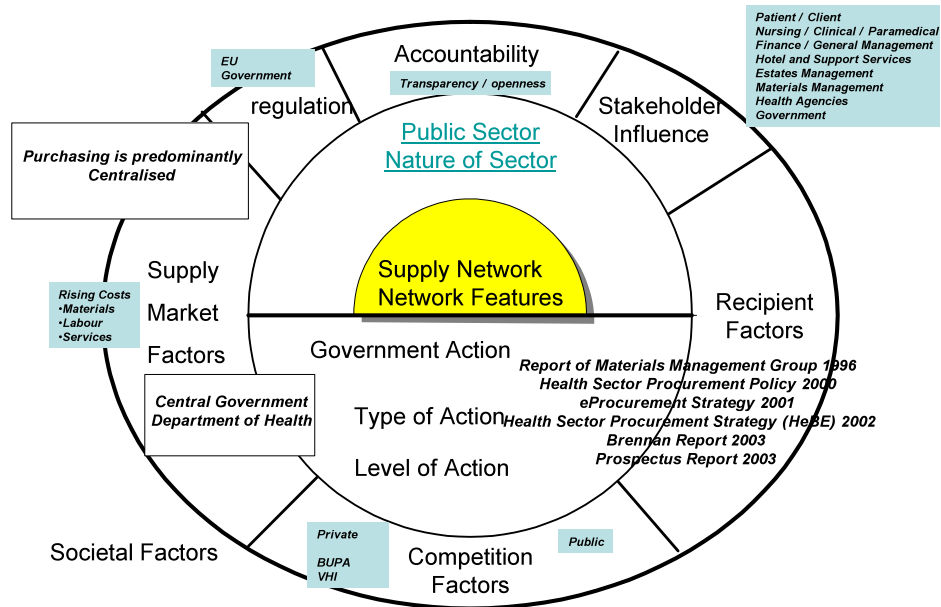 EU
Government
regulation
Accountability
Transparency / openness
Stakeholder
Influence
Patient / Client
Nursing / Clinical / Paramedical
Finance / General Management
Hotel and Support Services
Estates Management
Materials Management
Health Agencies
Government
Purchasing is predominantly
Centralised
Public Sector
Nature of Sector
Supply Network
Network Features
Supply
Market
Factors
Rising Costs
•Materials
•Labour
•Services
Recipient
Factors
Government Action
Type of Action
Level of Action
Report of Materials Management Group 1996
Health Sector Procurement Policy 2000
eProcurement Strategy 2001
Health Sector Procurement Strategy (HeBE) 2002
Brennan Report 2003
Prospectus Report 2003
Central Government
Department of Health
Societal Factors
Private
BUPA
VHI
Competition
Factors
Public